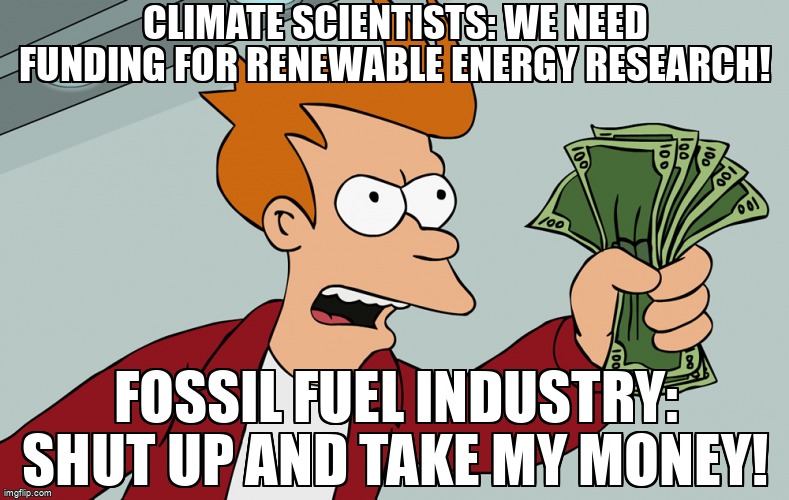 CLIMATE SCIENTISTS: WE NEED
FUNDING FOR RENEWABLE ENERGY RESEARCH!
100
FOSSIL FUEL INDUSTRY:
SHUT UP AND TAKE MY MONEY!
imgflip.com